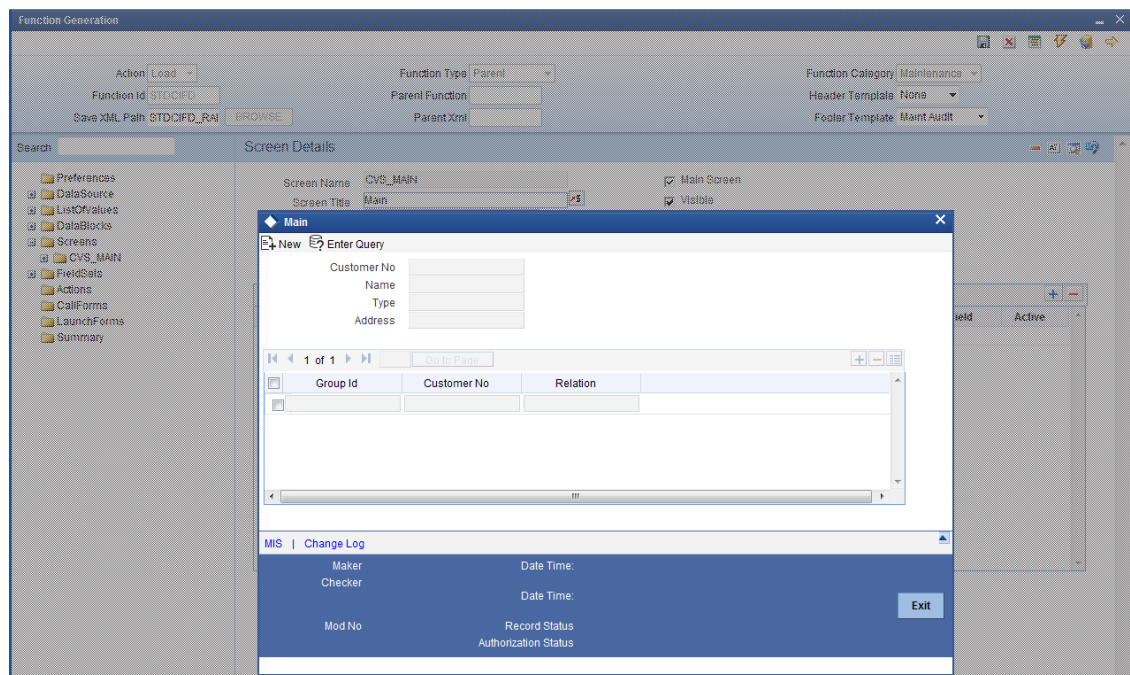 Function Generation
Action Load
Function Type Parent
Function Category Maintenance
Function Id STDCIFD
Parent Function
Header Template None
Save XML Path STDCIFD_RAI BROWSE
Parent Xml
Footer Template Maint Audit
Search
Screen Details
Preferences
DataSource
ListOfValues
DataBlocks
Screens
CVS_MAIN
FieldSets
Actions
CallForms
LaunchForms
Summary
Screen Name CVS_MAIN
Main Screen
Screen Title Main
Visible
Main
New Enter Query
Customer No
Name
Type
Address
1 of 1 Go to Page
Group Id Customer No Relation
ield Active
MIS | Change Log
Maker Date Time:
Checker
Date Time:
Exit
Mod No Record Status
Authorization Status